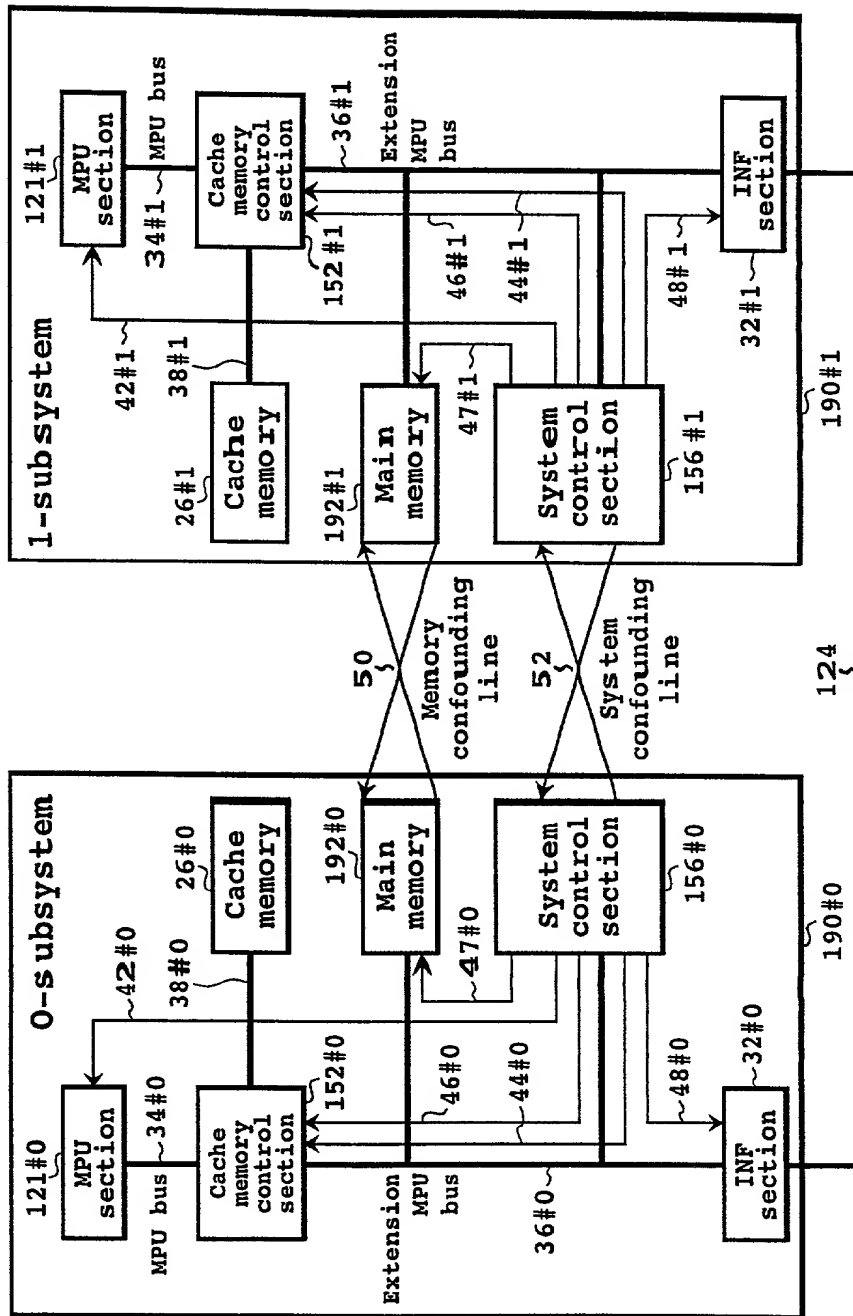 0-subsystem
121#0
MPU
section
MPU bus
34#0
42#0
38#0
26#0
Cache
memory
Cache
memory
control
section
152#0
192#0
Main
memory
Extension
MPU
bus
46#0
44#0
47#0
System
control
section
156#0
36#0
48#0
INF
section
32#0
190#0
50
Memory
confounding
line
52
System
confounding
line
124
1-subsystem
121#1
MPU
section
34#1
MPU bus
42#1
38#1
26#1
Cache
memory
Cache
memory
control
section
152#1
36#1
192#1
Main
memory
Extension
MPU
bus
46#1
44#1
47#1
System
control
section
156#1
48#1
INF
section
32#1
190#1